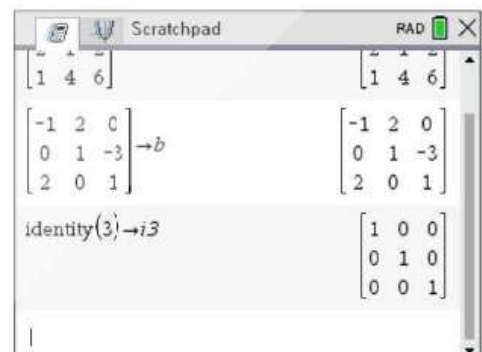 Scratchpad RAD
1 4 6 1 4 6
-1 2 0 -1 2 0
0 1 -3 →b 0 1 -3
2 0 1 2 0 1
identity(3)→i3 1 0 0
0 1 0
0 0 1